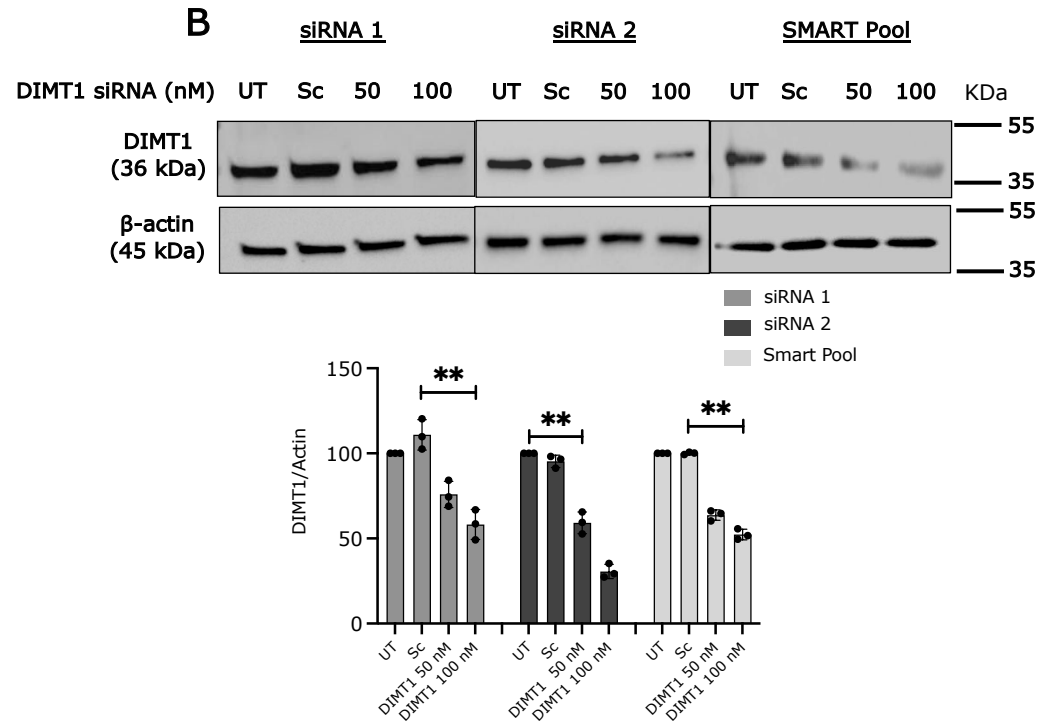 B
siRNA 1 siRNA 2 SMART Pool
DIMT1 siRNA (nM) UT Sc 50 100 UT Sc 50 100 UT Sc 50 100 KDa
DIMT1
(36 kDa)
55
35
β-actin
(45 kDa)
55
35
siRNA 1
siRNA 2
Smart Pool
DIMT1/Actin
150
100
50
0
** ** **
UT Sc DIMT1 50 nM DIMT1 100 nM UT Sc DIMT1 50 nM DIMT1 100 nM UT Sc DIMT1 50 nM DIMT1 100 nM